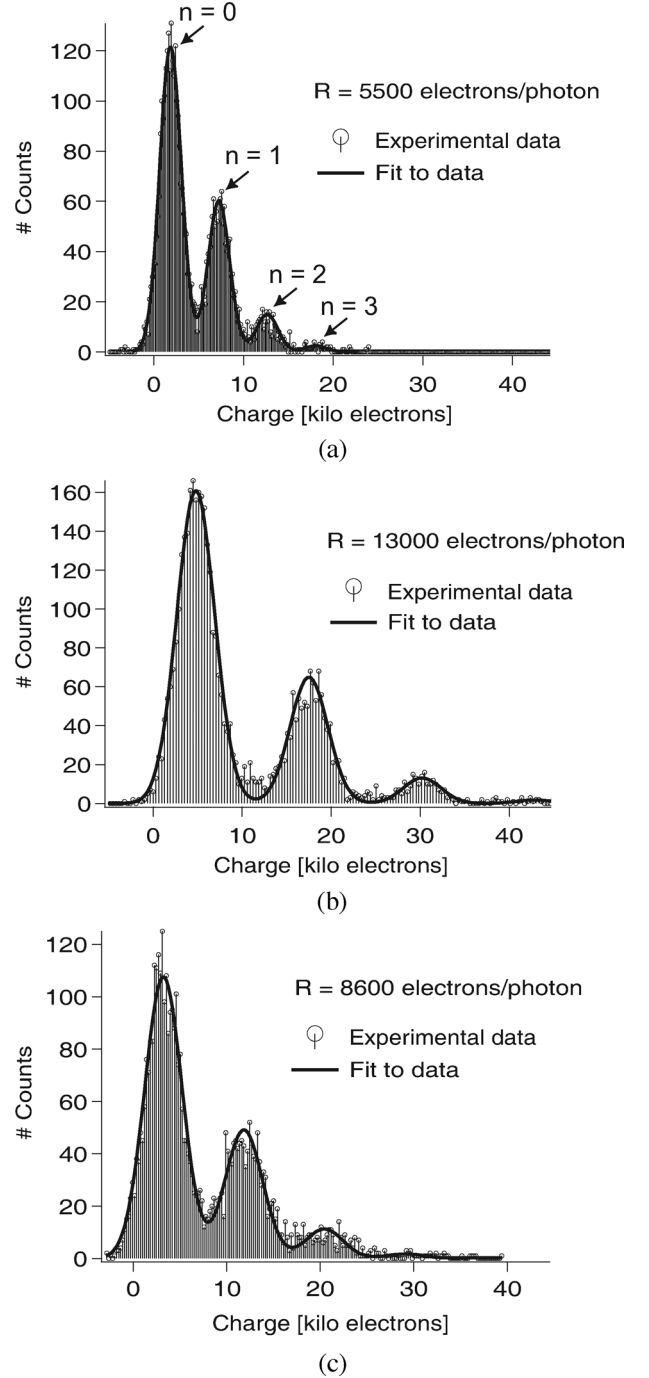 n = 0
120
R = 5500 electrons/photon
100
Experimental data
80
n = 1
Fit to data
60
# Counts
40
n = 2
20
n = 3
0
0 10 20 30 40
Charge [kilo electrons]
(a)
160
140
R = 13000 electrons/photon
120
Experimental data
100
Fit to data
80
# Counts
60
40
20
0
0 10 20 30 40
Charge [kilo electrons]
(b)
120
R = 8600 electrons/photon
100
Experimental data
80
Fit to data
# Counts
60
40
20
0
0 10 20 30 40
Charge [kilo electrons]
(c)